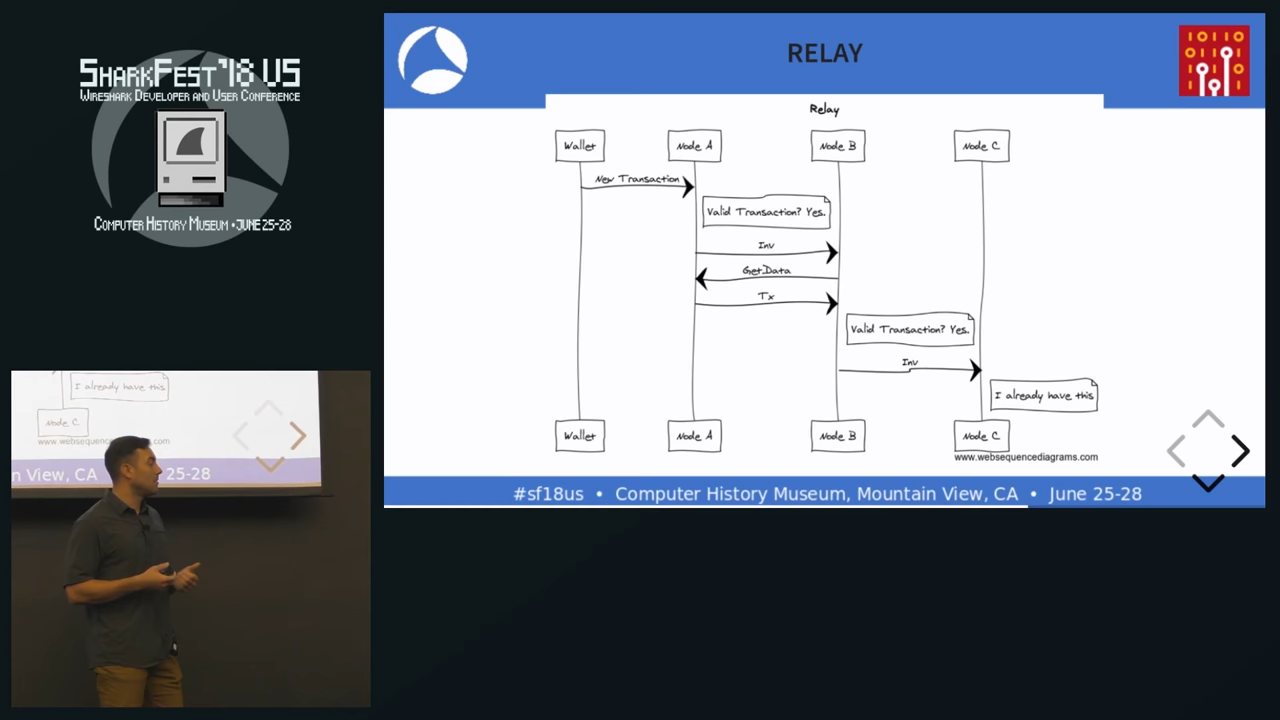 SHARKFEST '18 US
WIRESHARK DEVELOPER AND USER CONFERENCE
COMPUTER HISTORY MUSEUM • JUNE 25-28
RELAY
Relay
Wallet
Node A
Node B
Node C
New Transaction
Valid Transaction? Yes.
Inv
GetData
Tx
Valid Transaction? Yes.
Inv
I already have this
Wallet
Node A
Node B
Node C
www.websequencediagrams.com
#sf18us • Computer History Museum, Mountain View, CA • June 25-28
I already have this
Node C
www.websequencediagrams.com
n View, CA
25-28